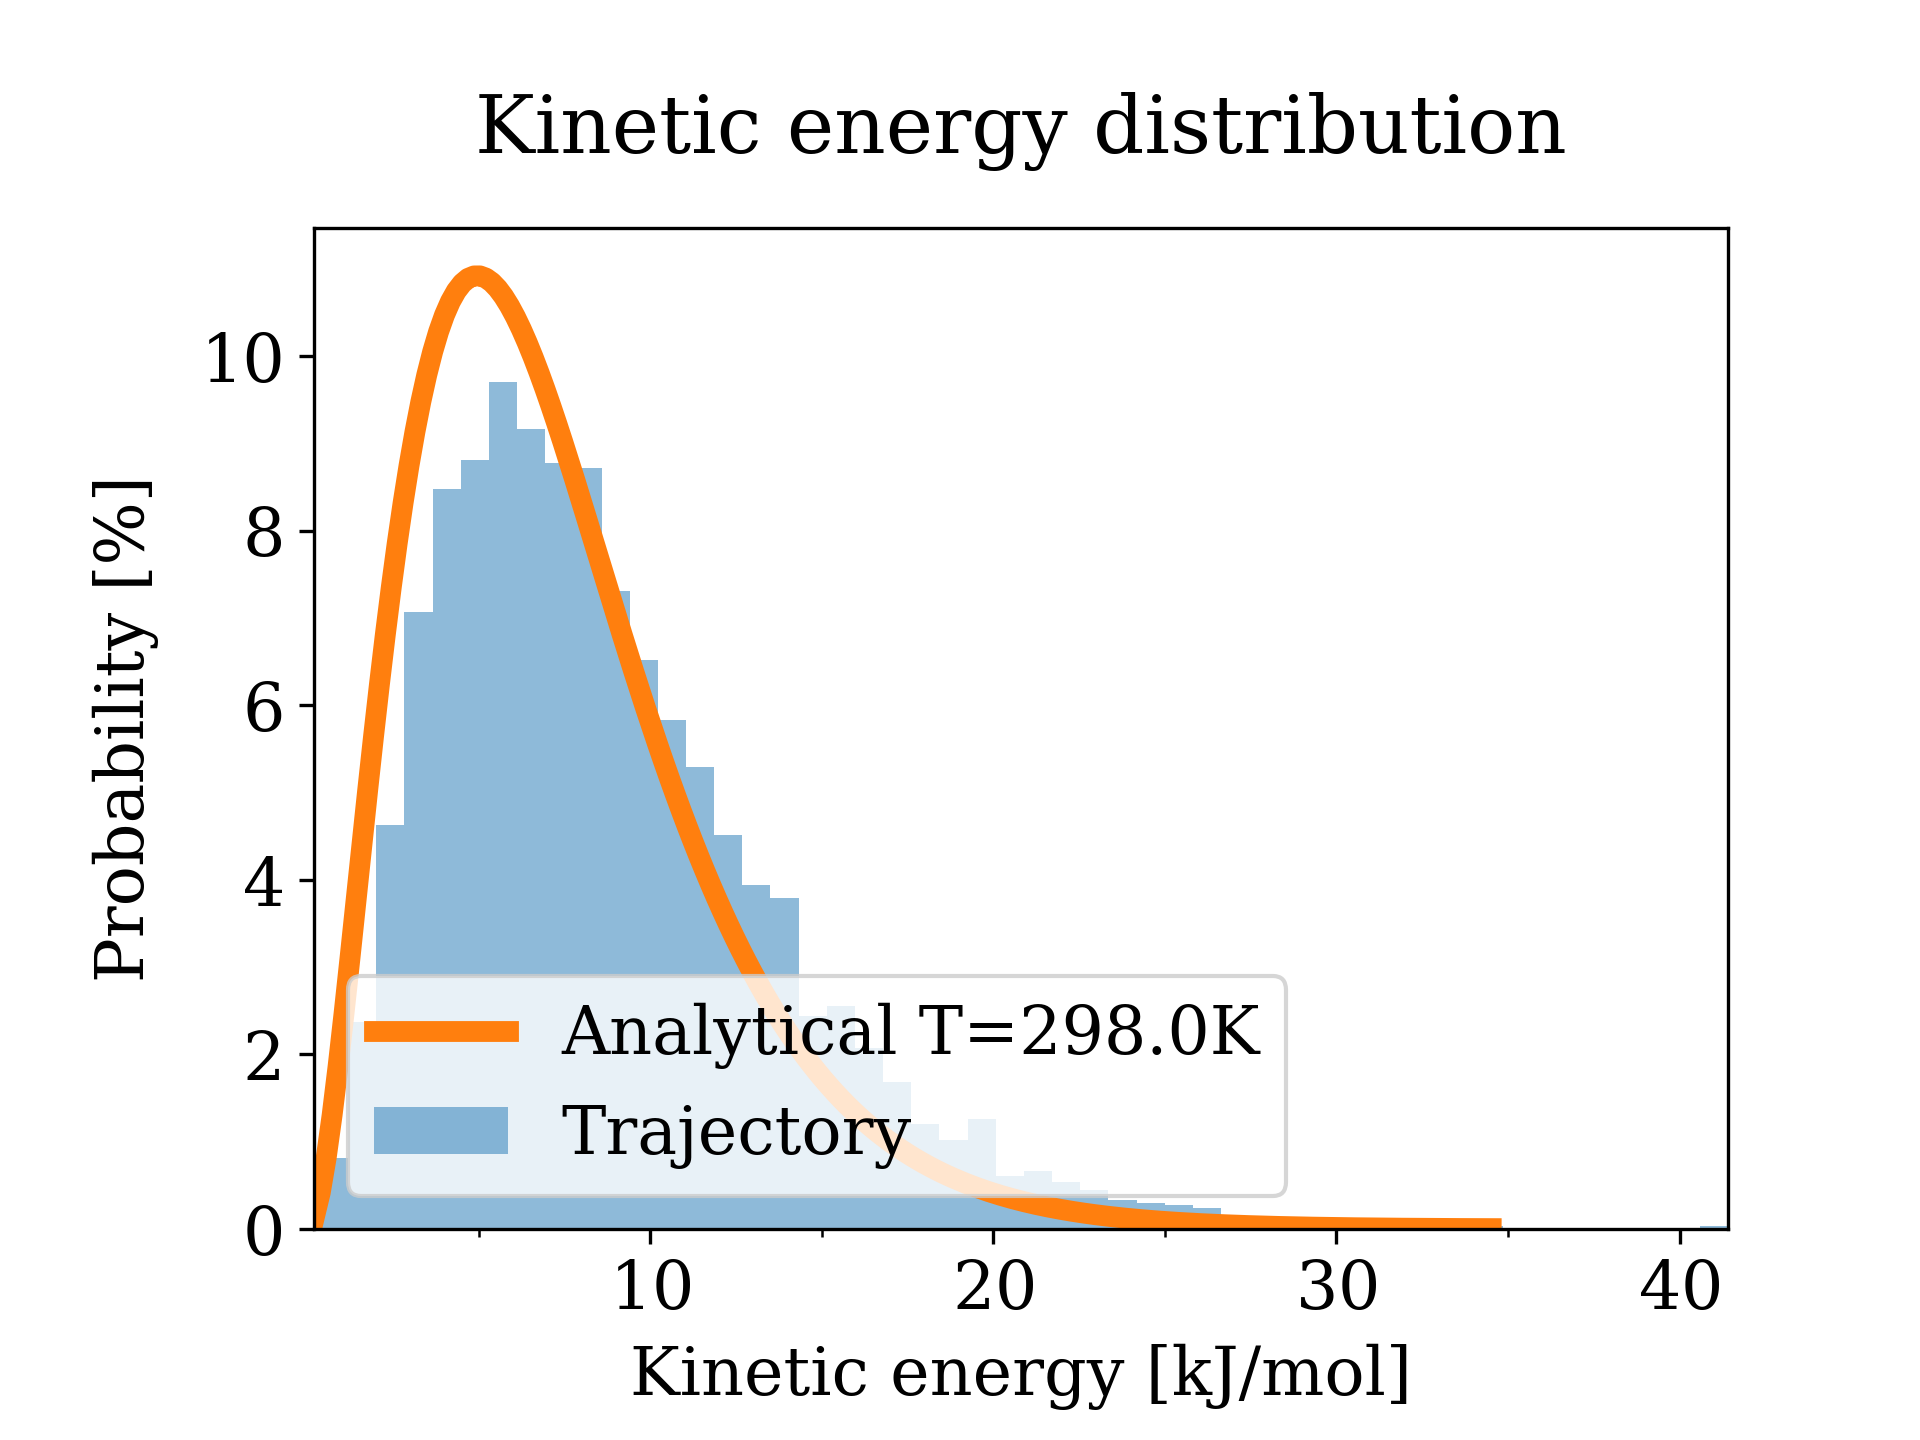 Kinetic energy distribution
Probability [%]
10
8
6
4
2
0
Analytical T=298.0K
Trajectory
10 20 30 40
Kinetic energy [kJ/mol]